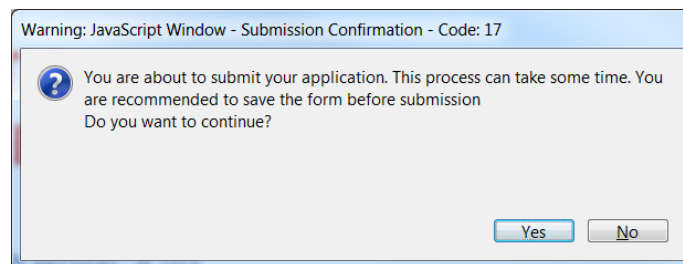 Warning: JavaScript Window - Submission Confirmation - Code: 17
You are about to submit your application. This process can take some time. You
are recommended to save the form before submission
Do you want to continue?
Yes No